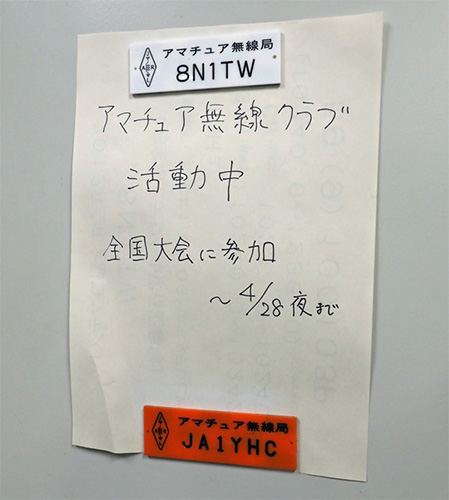 アマチュア無線局
8N1TW
アマチュア無線クラブ
活動中
全国大会に参加
～4/28夜まで
アマチュア無線局
JA1YHC